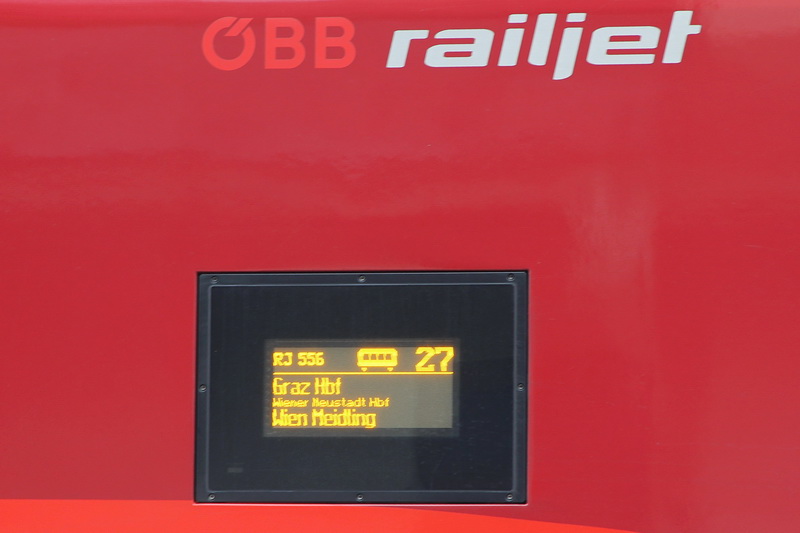 ÖBB railjet
RJ 556 27
Graz Hbf
Wiener Neustadt Hbf
Wien Meidling